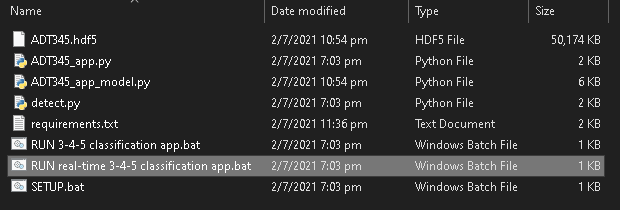 Name Date modified Type Size
ADT345.hdf5 2/7/2021 10:54 pm HDF5 File 50,174 KB
ADT345_app.py 2/7/2021 7:03 pm Python File 2 KB
ADT345_app_model.py 2/7/2021 10:54 pm Python File 6 KB
detect.py 2/7/2021 7:03 pm Python File 2 KB
requirements.txt 2/7/2021 11:36 pm Text Document 2 KB
RUN 3-4-5 classification app.bat 2/7/2021 7:03 pm Windows Batch File 1 KB
RUN real-time 3-4-5 classification app.bat 2/7/2021 7:03 pm Windows Batch File 1 KB
SETUP.bat 2/7/2021 7:03 pm Windows Batch File 1 KB